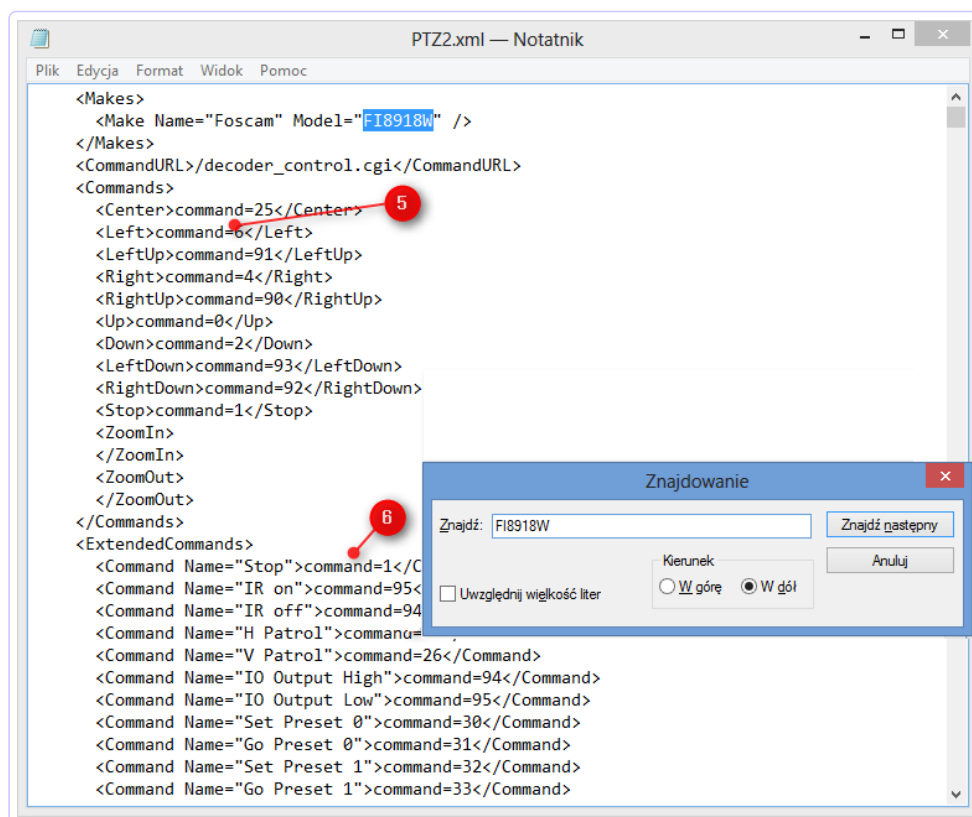 PTZ2.xml — Notatnik
Plik Edycja Format Widok Pomoc
<Makes>
<Make Name="Foscam" Model="FI8918W" />
</Makes>
<CommandURL>/decoder_control.cgi</CommandURL>
<Commands>
<Center>command=25</Center>
5
<Left>command=6</Left>
<LeftUp>command=91</LeftUp>
<Right>command=4</Right>
<RightUp>command=90</RightUp>
<Up>command=0</Up>
<Down>command=2</Down>
<LeftDown>command=93</LeftDown>
<RightDown>command=92</RightDown>
<Stop>command=1</Stop>
<ZoomIn>
</ZoomIn>
<ZoomOut>
</ZoomOut>
</Commands>
6
<ExtendedCommands>
<Command Name="Stop">command=1</C
<Command Name="IR on">command=95<
<Command Name="IR off">command=94
<Command Name="H Patrol">command=
<Command Name="V Patrol">command=26</Command>
<Command Name="IO Output High">command=94</Command>
<Command Name="IO Output Low">command=95</Command>
<Command Name="Set Preset 0">command=30</Command>
<Command Name="Go Preset 0">command=31</Command>
<Command Name="Set Preset 1">command=32</Command>
<Command Name="Go Preset 1">command=33</Command>
Znajdowanie
Znajdź: FI8918W
Znajdź następny
Kierunek
Anuluj
Uwzględnij wielkość liter
W górę W dół